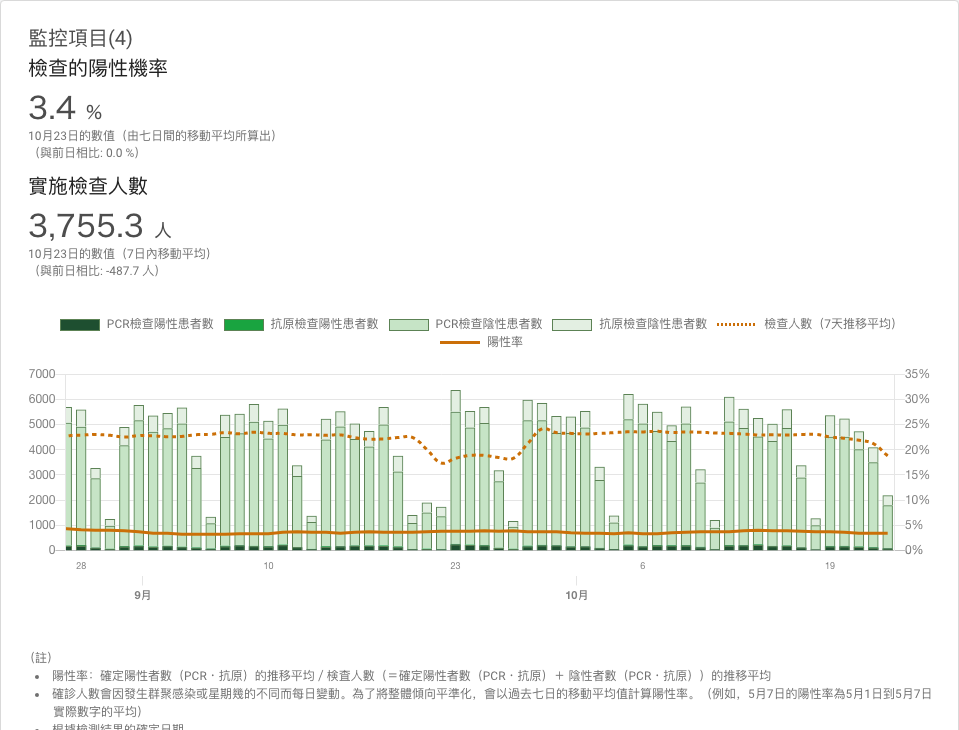 監控項目(4)
檢查的陽性機率
3.4 %
10月23日的數值（由七日間的移動平均所算出）
（與前日相比: 0.0 %）
實施檢查人數
3,755.3 人
10月23日的數值（7日內移動平均）
（與前日相比: -487.7 人）
PCR檢查陽性患者數 抗原檢查陽性患者數 PCR檢查陰性患者數 抗原檢查陰性患者數 檢查人數（7天推移平均）
陽性率
7000 35%
6000 30%
5000 25%
4000 20%
3000 15%
2000 10%
1000 5%
0 0%
28 10 23 6 19
9月 10月
（註）
陽性率：確定陽性者數（PCR・抗原）的推移平均 / 検査人數（＝確定陽性者數（PCR・抗原）＋ 陰性者數（PCR・抗原））的推移平均
確診人數會因發生群聚感染或星期幾的不同而每日變動。為了將整體傾向平準化，會以過去七日的移動平均值計算陽性率。（例如，5月7日的陽性率為5月1日到5月7日
實際數字的平均）
根據檢測結果的確定日期